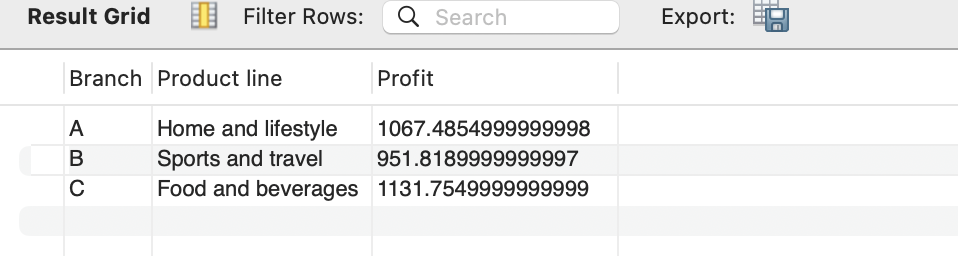 Result Grid Filter Rows: Search Export:
Branch Product line Profit
A Home and lifestyle 1067.4854999999998
B Sports and travel 951.8189999999997
C Food and beverages 1131.7549999999999